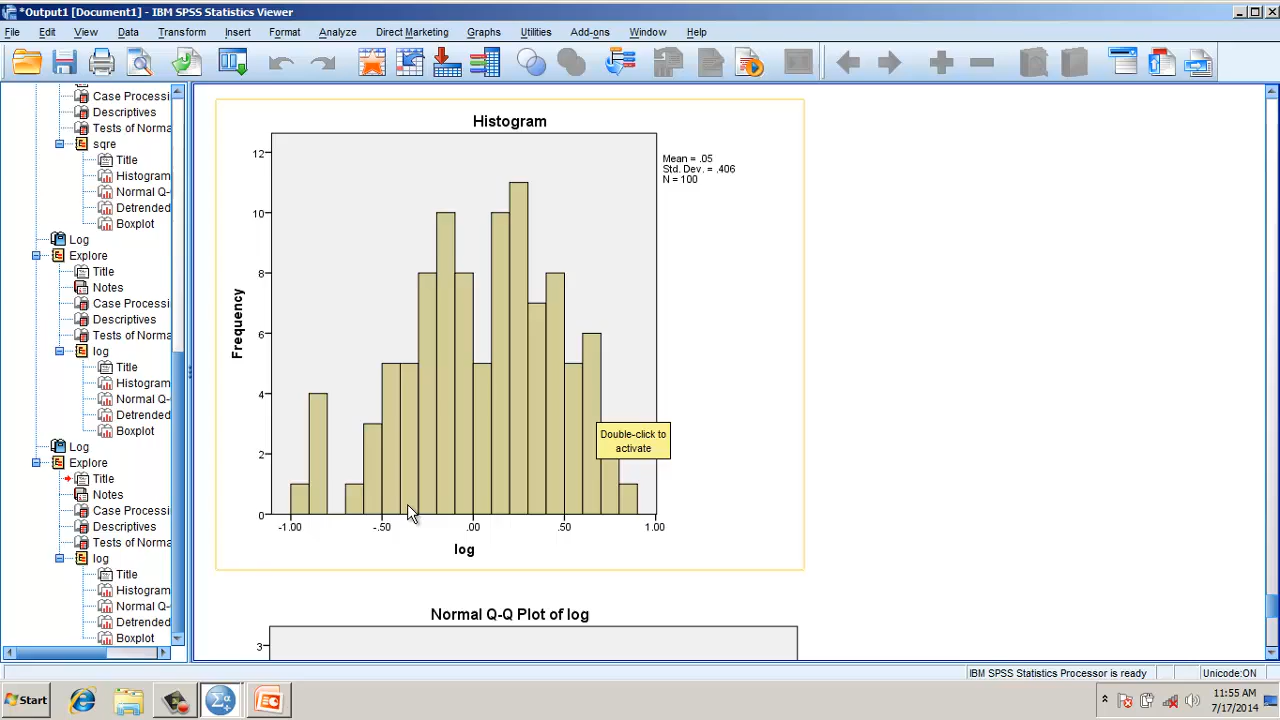 *Output1 [Document1] - IBM SPSS Statistics Viewer
File Edit View Data Transform Insert Format Analyze Direct Marketing Graphs Utilities Add-ons Window Help
Case Processi
Descriptives
Tests of Norma
sqre
Title
Histogram
Normal Q-
Detrended
Boxplot
Log
Explore
Title
Notes
Case Processi
Descriptives
Tests of Norma
log
Title
Histogram
Normal Q-
Detrended
Boxplot
Log
Explore
Title
Notes
Case Processi
Descriptives
Tests of Norma
log
Title
Histogram
Normal Q-
Detrended
Boxplot
Histogram
Mean = .05
Std. Dev. = .406
N = 100
Frequency
12
10
8
6
4
2
0
-1.00 -.50 .00 .50 1.00
log
Double-click to
activate
Normal Q-Q Plot of log
3
IBM SPSS Statistics Processor is ready
Unicode:ON
Start
11:55 AM
7/17/2014